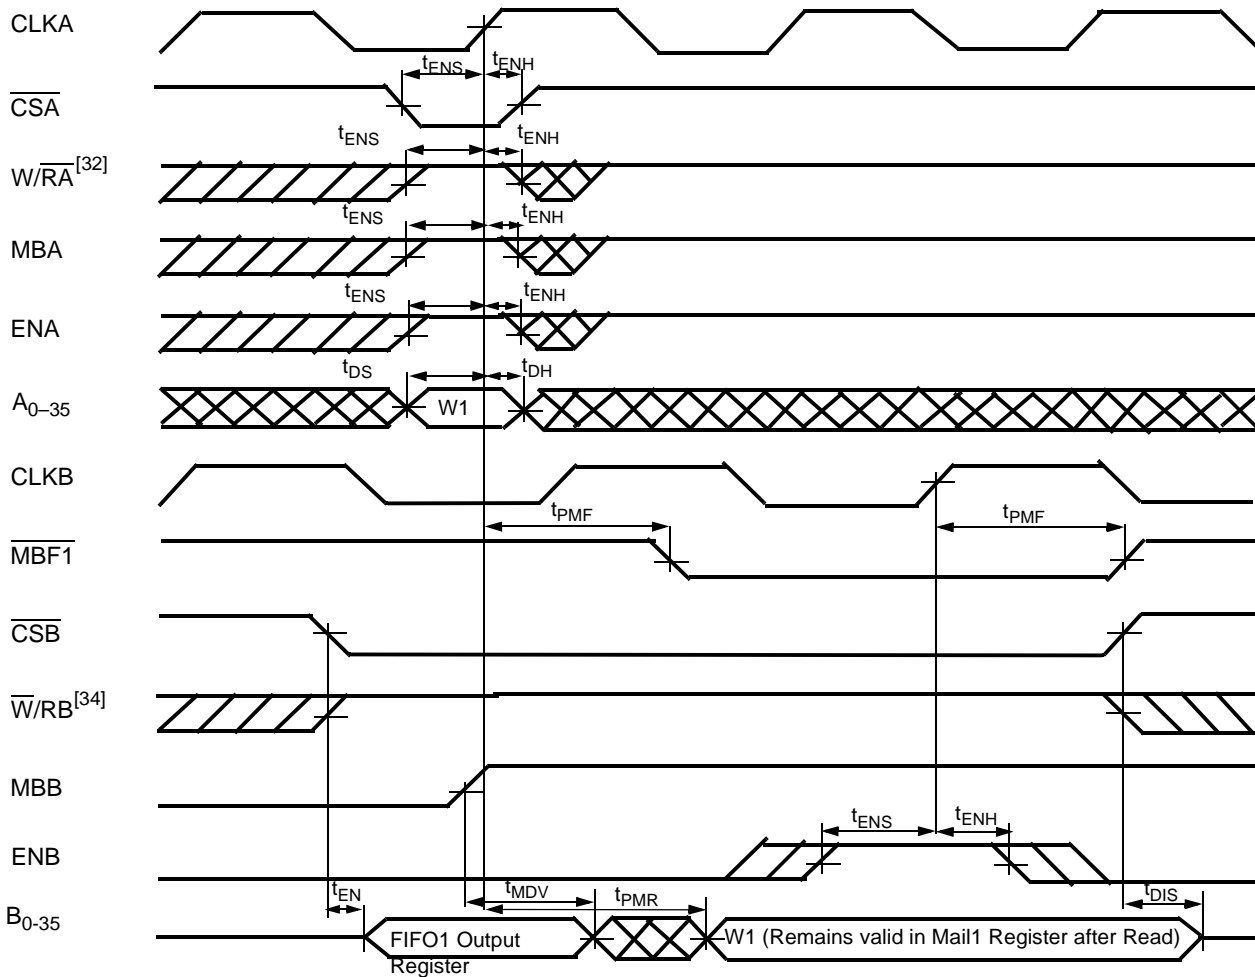 CLKA
tENS tENH
CSA
tENS tENH
W/RA[32]
tENS tENH
MBA
tENS tENH
ENA
tDS tDH
A0–35 W1
CLKB
tPMF tPMF
MBF1
CSB
W/RB[34]
MBB
tENS tENH
ENB
tEN tMDV tPMR tDIS
B0-35
FIFO1 Output
Register
W1 (Remains valid in Mail1 Register after Read)